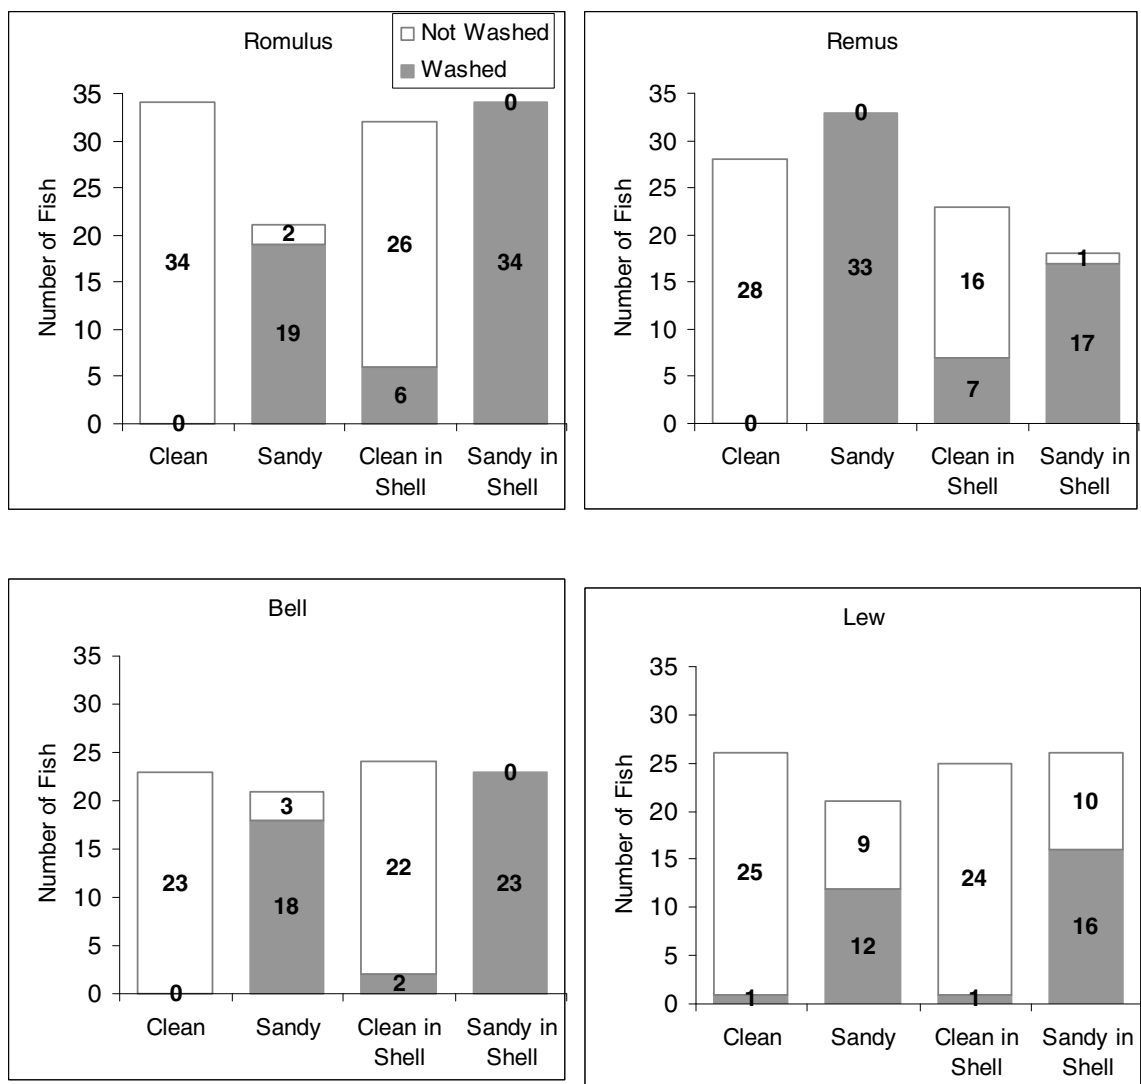 Romulus
Not Washed
Washed
Number of Fish
35
30
25
20
15
10
5
0
34
0
2
19
26
6
0
34
Clean
Sandy
Clean in
Shell
Sandy in
Shell
Remus
Number of Fish
35
30
25
20
15
10
5
0
28
0
0
33
16
7
1
17
Clean
Sandy
Clean in
Shell
Sandy in
Shell
Bell
Number of Fish
35
30
25
20
15
10
5
0
23
0
3
18
22
2
0
23
Clean
Sandy
Clean in
Shell
Sandy in
Shell
Lew
Number of Fish
35
30
25
20
15
10
5
0
25
1
9
12
24
1
10
16
Clean
Sandy
Clean in
Shell
Sandy in
Shell